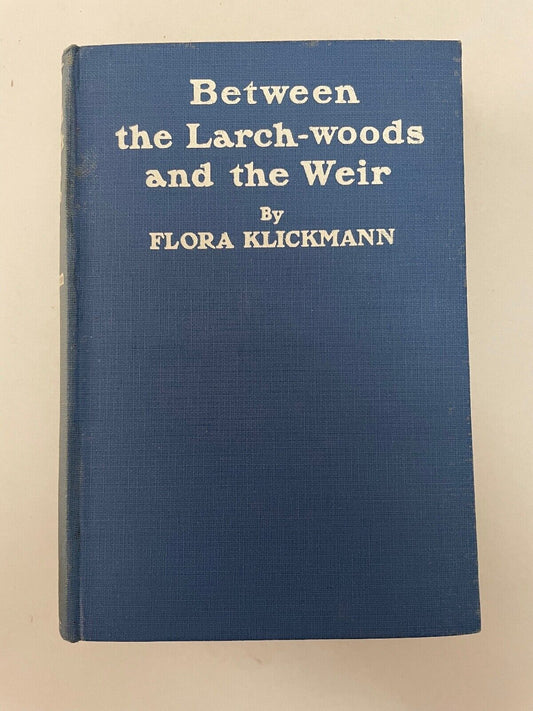 Between
the Larch-woods
and the Weir
By
FLORA KLICKMANN